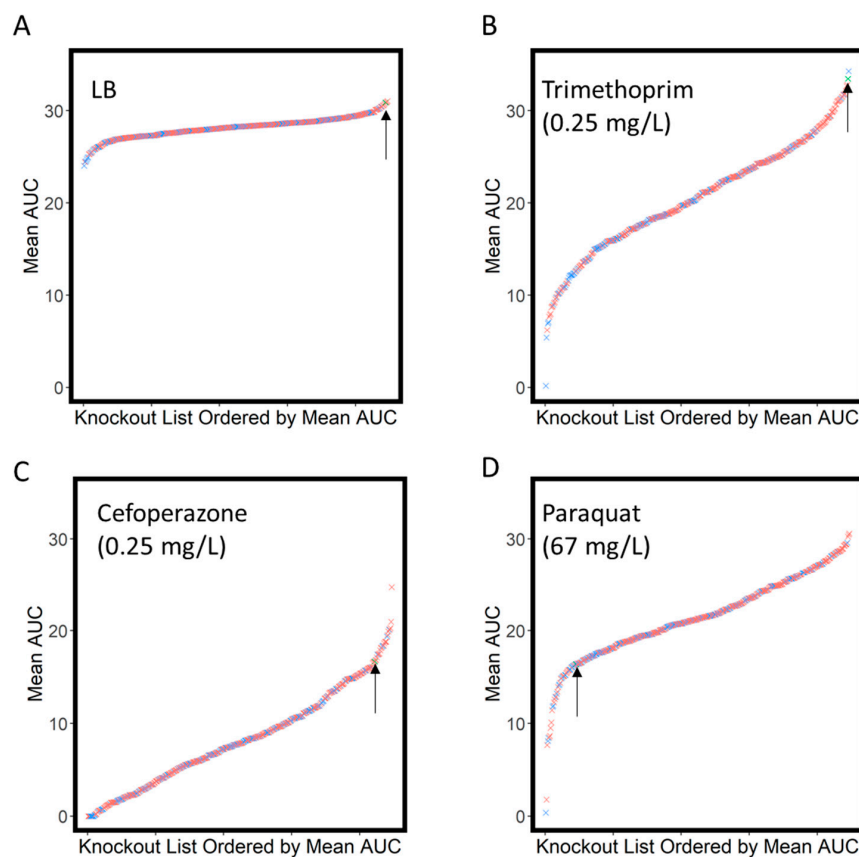 A
LB
30
20
10
0
Mean AUC
Knockout List Ordered by Mean AUC
B
Trimethoprim
(0.25 mg/L)
30
20
10
0
Mean AUC
Knockout List Ordered by Mean AUC
C
Cefoperazone
(0.25 mg/L)
30
20
10
0
Mean AUC
Knockout List Ordered by Mean AUC
D
Paraquat
(67 mg/L)
30
20
10
0
Mean AUC
Knockout List Ordered by Mean AUC